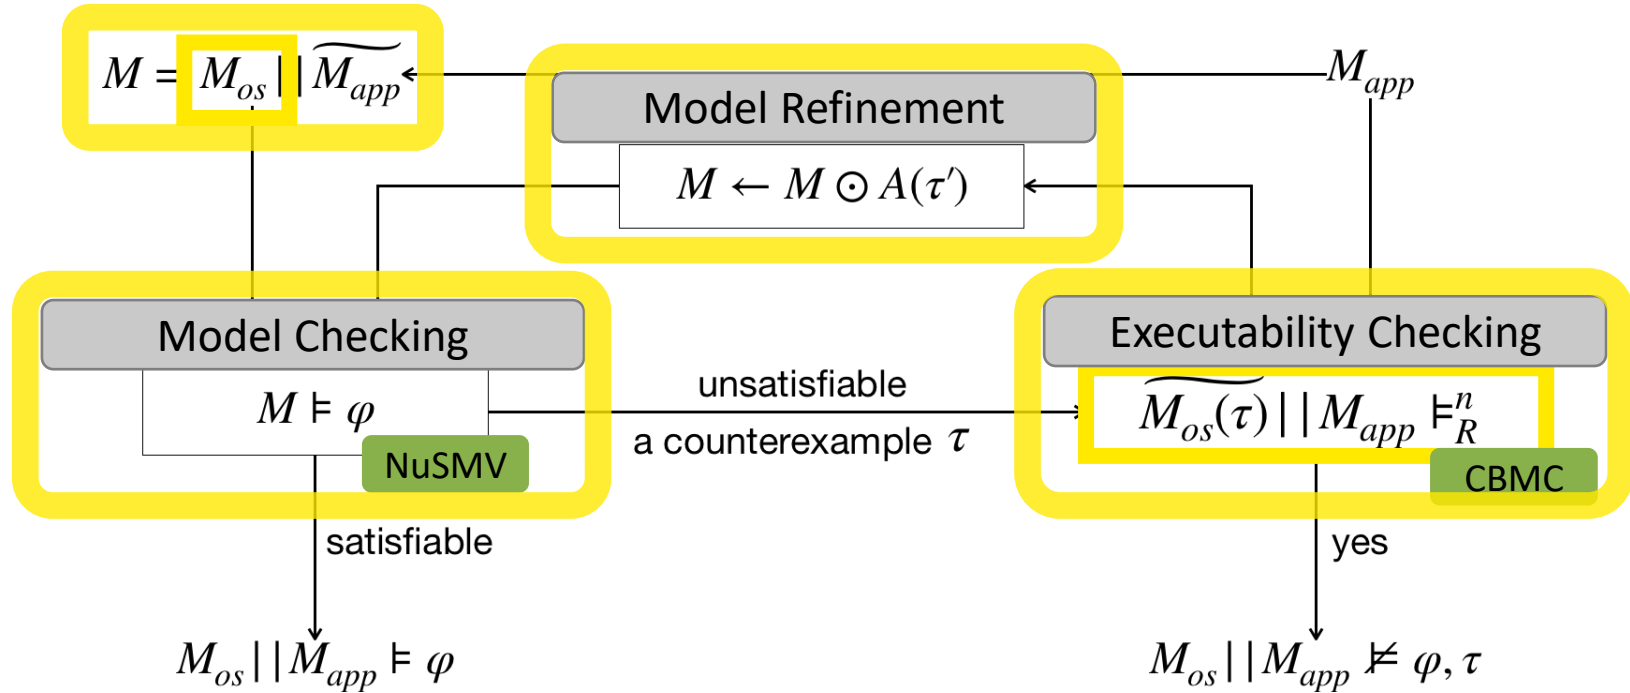 M = M_os || \widetilde{M_app}
M_app
Model Refinement
M ← M ⊙ A(τ′)
Model Checking
M ⊨ φ
NuSMV
unsatisfiable
a counterexample τ
Executability Checking
\widetilde{M_os(τ)} || M_app ⊨_R^n
CBMC
satisfiable
yes
M_os || M_app ⊨ φ
M_os || M_app ⊭ φ, τ